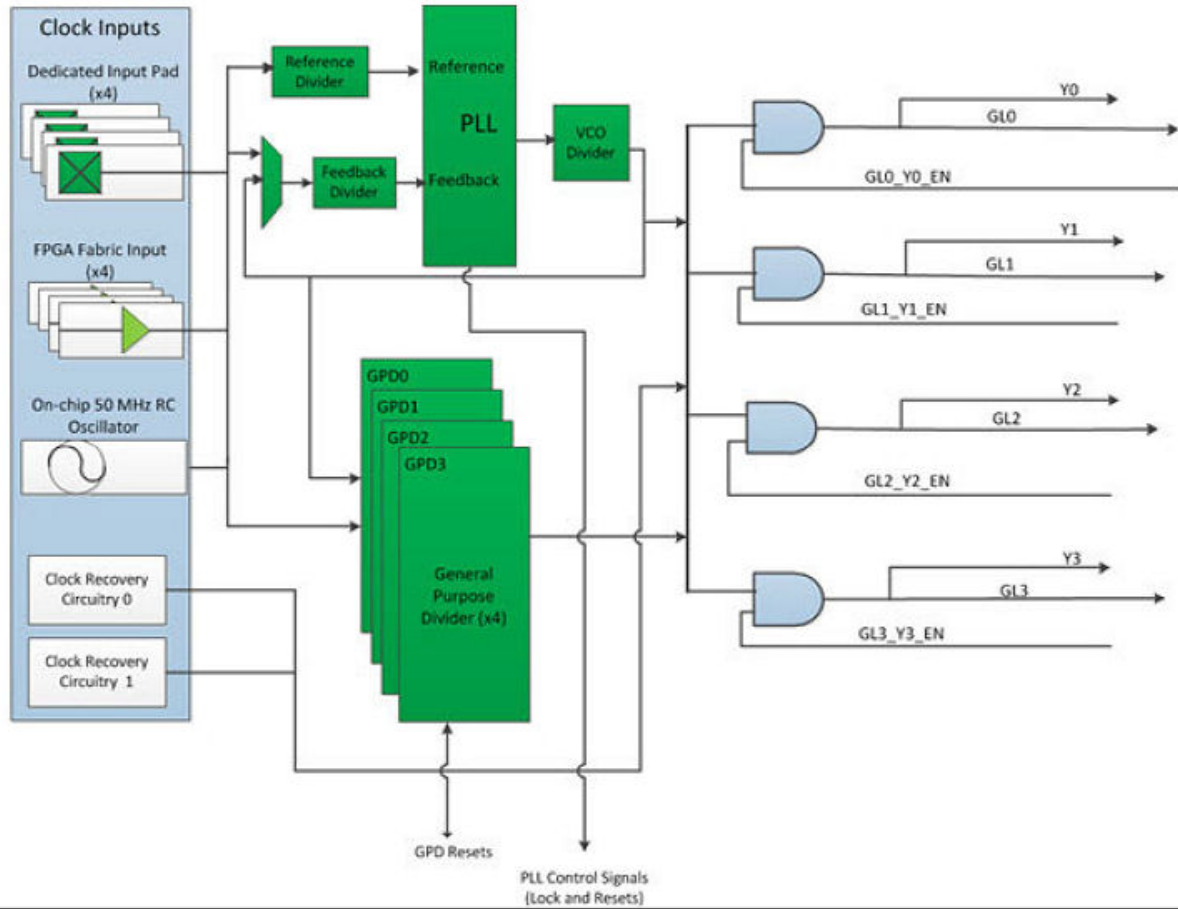 Clock Inputs
Dedicated Input Pad
(x4)
FPGA Fabric Input
(x4)
On-chip 50 MHz RC
Oscillator
Clock Recovery
Circuitry 0
Clock Recovery
Circuitry 1
Reference
Divider
Feedback
Divider
Reference
PLL
Feedback
VCO
Divider
GPD0
GPD1
GPD2
GPD3
General
Purpose
Divider (x4)
GPD Resets
PLL Control Signals
(Lock and Resets)
Y0
GL0
GL0_Y0_EN
Y1
GL1
GL1_Y1_EN
Y2
GL2
GL2_Y2_EN
Y3
GL3
GL3_Y3_EN